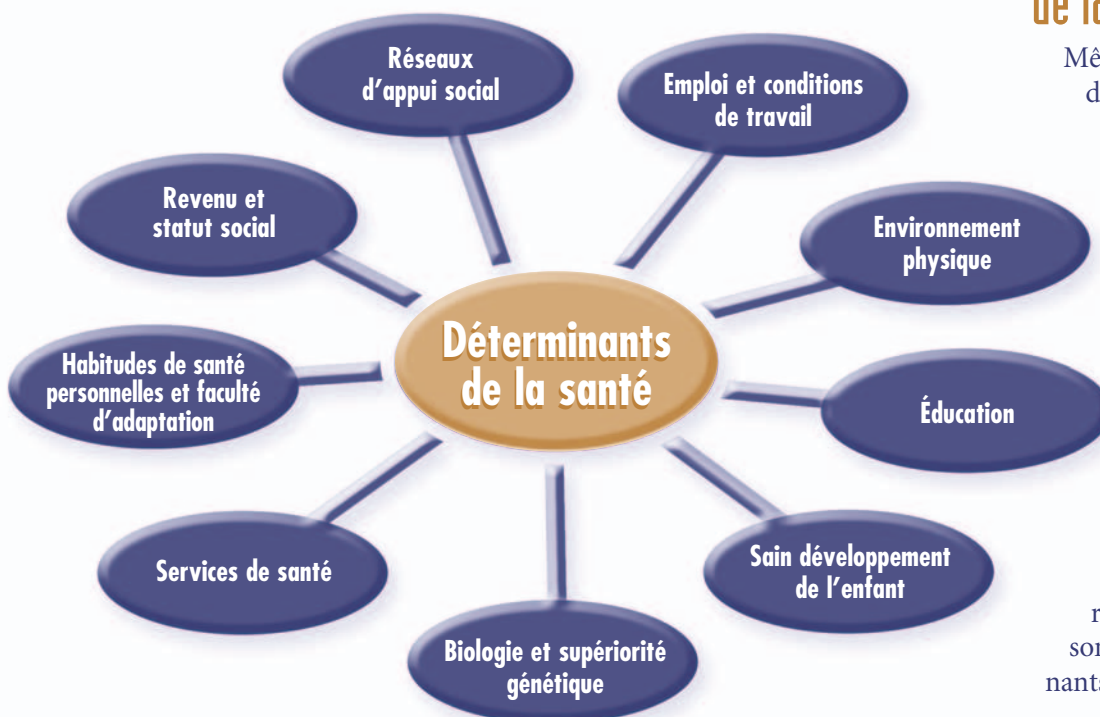 Réseaux
d'appui social
Emploi et conditions
de travail
Revenu et
statut social
Environnement
physique
Habitudes de santé
personnelles et faculté
d'adaptation
Déterminants
de la santé
Éducation
Services de santé
Sain développement
de l'enfant
Biologie et supériorité
génétique
de